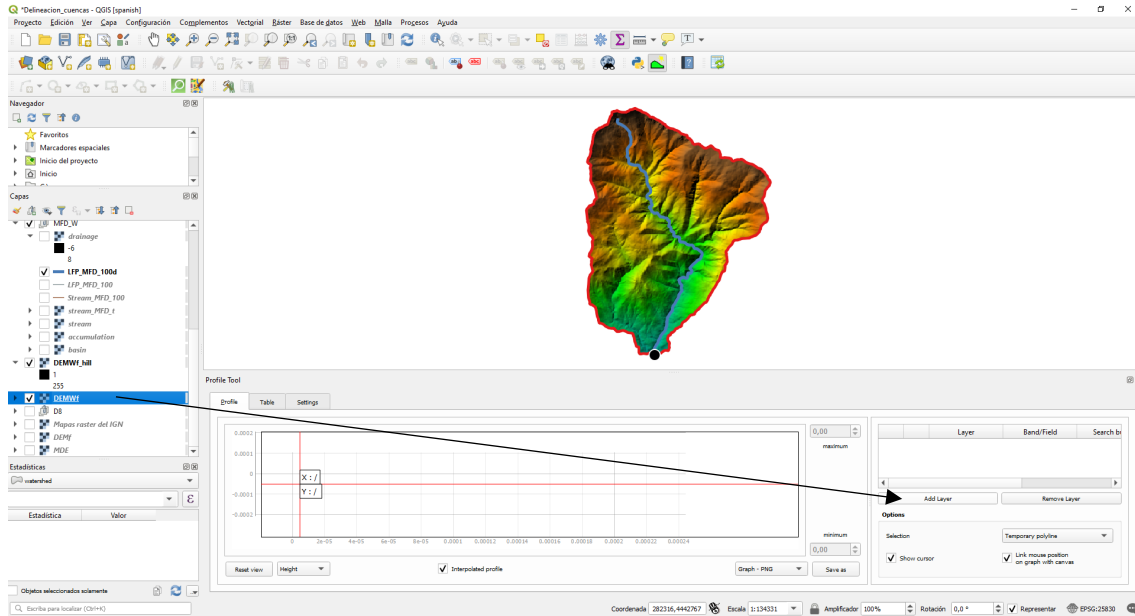 *Delineacion_cuencas - QGIS [spanish]
Proyecto Edición Ver Capa Configuración Complementos Vectorial Ráster Base de datos Web Malla Procesos Ayuda
Navegador
Favoritos
Marcadores espaciales
Inicio del proyecto
Inicio
Capas
MFD_W
drainage
-6
8
LFP_MFD_100d
LFP_MFD_100
Stream_MFD_100
stream_MFD_t
stream
accumulation
basin
DEMWf_hill
1
255
DEMWf
D8
Mapas raster del IGN
DEMf
MDE
Estadísticas
watershed
ε
Estadística Valor
Objetos seleccionados solamente
Profile Tool
Profile Table Settings
0.0002
0.0001
0
-0.0001
-0.0002
X : /
Y : /
0 2e-05 4e-05 6e-05 8e-05 0.0001 0.00012 0.00014 0.00016 0.00018 0.0002 0.00022 0.00024
0,00
maximum
minimum
0,00
Reset view Height Interpolated profile Graph - PNG Save as
Layer Band/Field Search bu
Add Layer Remove Layer
Options
Selection Temporary polyline
Show cursor Link mouse position
on graph with canvas
Escriba para localizar (Ctrl+K) Coordenada 282316,4442767 Escala 1:134331 Amplificador 100% Rotación 0,0 ° Representar EPSG:25830